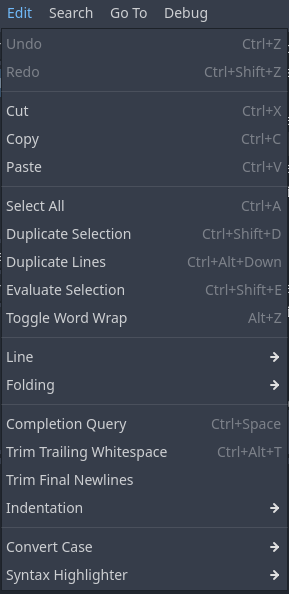 Edit Search Go To Debug
Undo Ctrl+Z
Redo Ctrl+Shift+Z
Cut Ctrl+X
Copy Ctrl+C
Paste Ctrl+V
Select All Ctrl+A
Duplicate Selection Ctrl+Shift+D
Duplicate Lines Ctrl+Alt+Down
Evaluate Selection Ctrl+Shift+E
Toggle Word Wrap Alt+Z
Line
Folding
Completion Query Ctrl+Space
Trim Trailing Whitespace Ctrl+Alt+T
Trim Final Newlines
Indentation
Convert Case
Syntax Highlighter